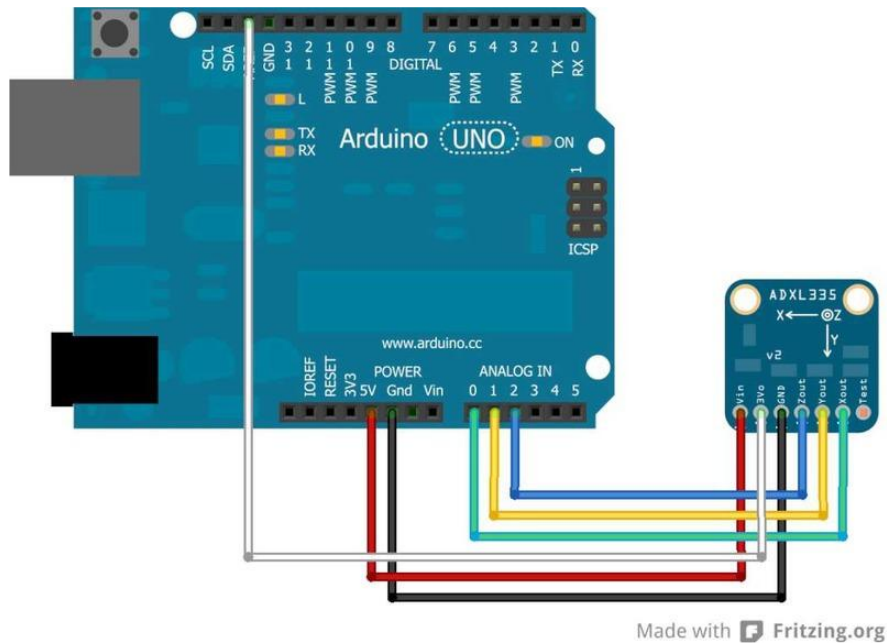 SCL
SDA
GND
13
12
11
10
9
8
7
6
5
4
3
2
1
0
PWM
PWM
PWM
DIGITAL
PWM
PWM
PWM
TX
RX
L
TX
RX
Arduino UNO
ON
1
ICSP
www.arduino.cc
POWER
ANALOG IN
IOREF
RESET
3V3
5V
Gnd
Vin
0
1
2
3
4
5
ADXL335
X
Z
Y
v2
Vin
3Vo
GND
Zout
Yout
Xout
Test
Made with Fritzing.org